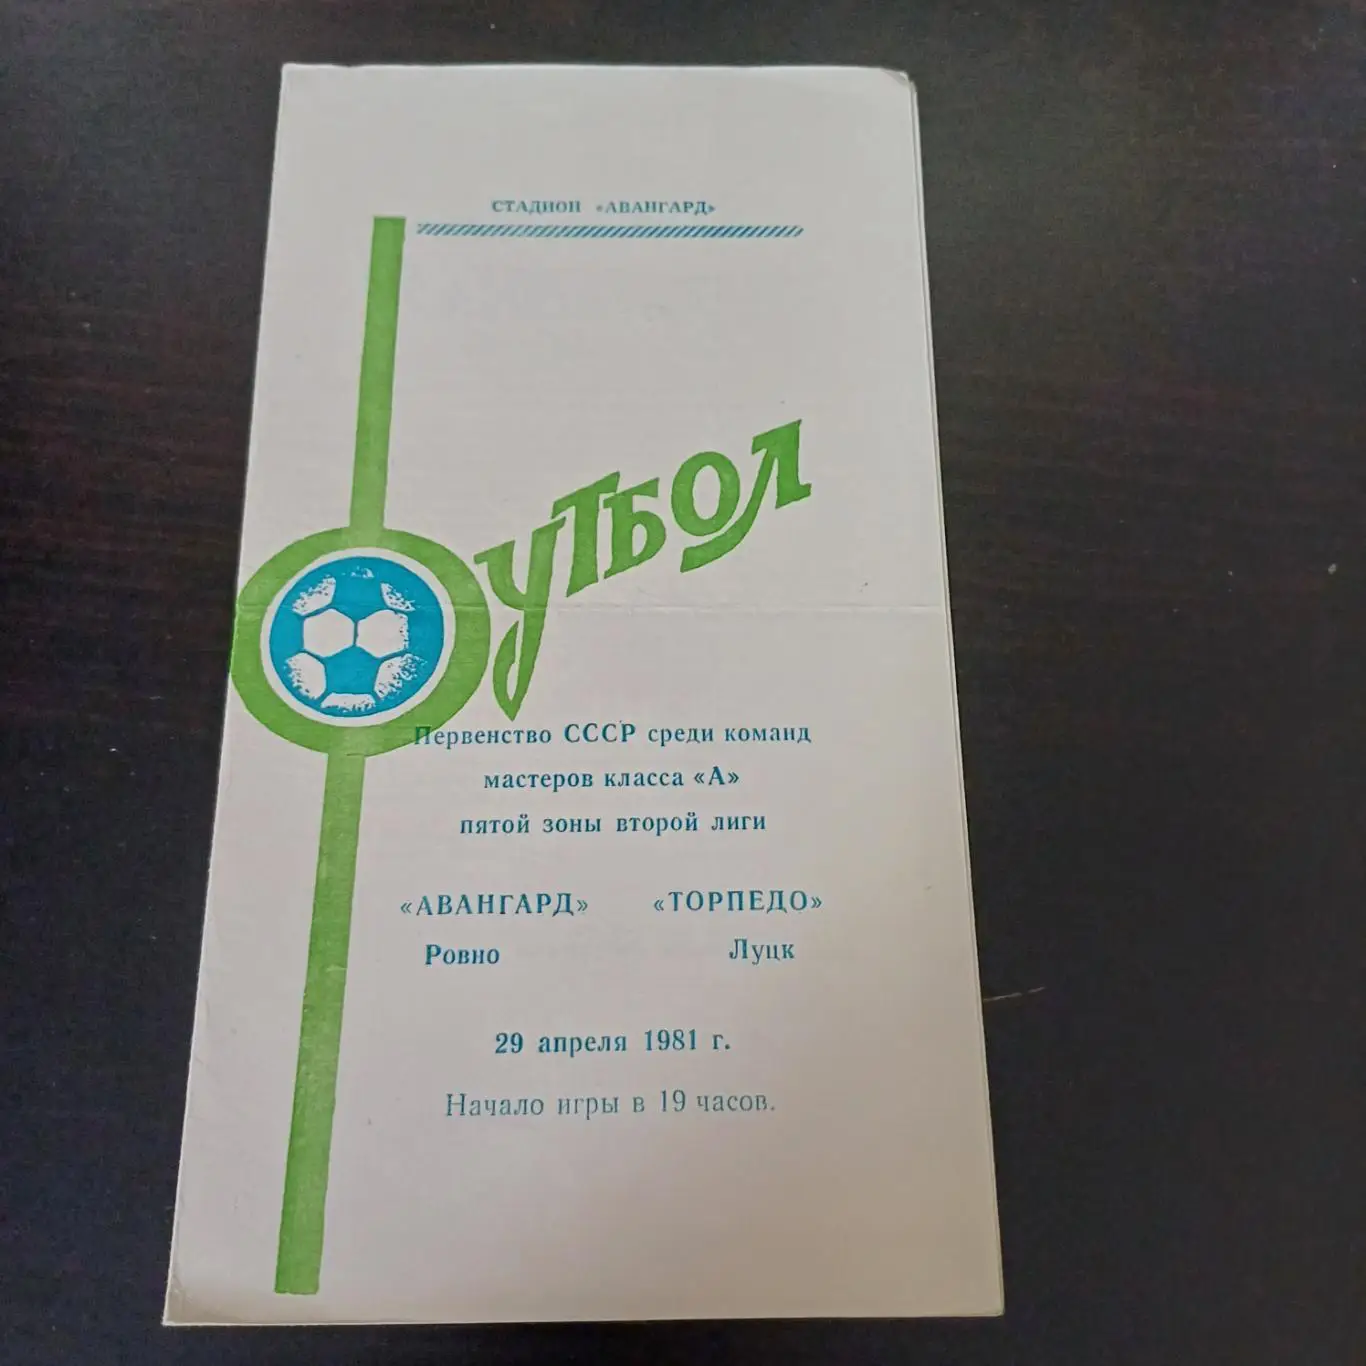 СТАДИОН «АВАНГАРД»
Футбол
Первенство СССР среди команд
мастеров класса «А»
пятой зоны второй лиги
«АВАНГАРД» «ТОРПЕДО»
Ровно Луцк
29 апреля 1981 г.
Начало игры в 19 часов.